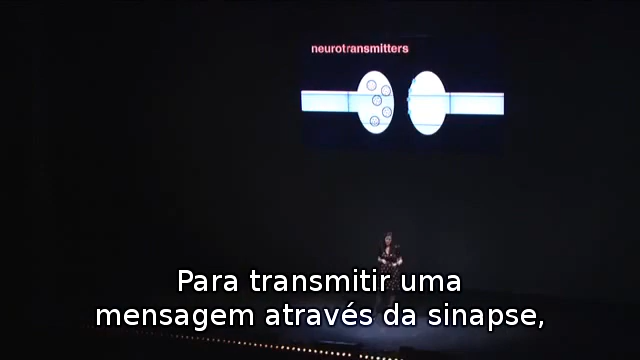 neurotransmitters
Para transmitir uma
mensagem através da sinapse,